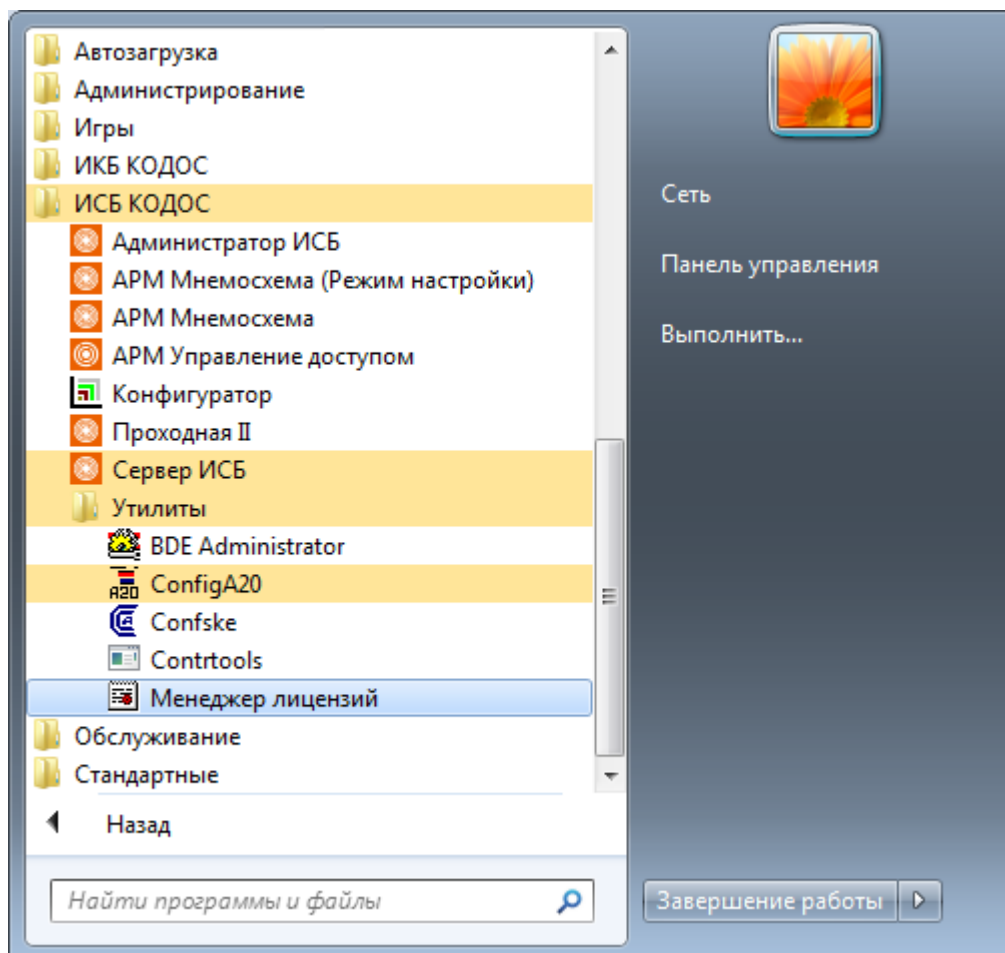 Автозагрузка
Администрирование
Игры
ИКБ КОДОС
ИСБ КОДОС
Администратор ИСБ
АРМ Мнемосхема (Режим настройки)
АРМ Мнемосхема
АРМ Управление доступом
Конфигуратор
Проходная II
Сервер ИСБ
Утилиты
BDE Administrator
A20 ConfigA20
Confske
Contrtools
Менеджер лицензий
Обслуживание
Стандартные
Назад
Найти программы и файлы
Сеть
Панель управления
Выполнить...
Завершение работы